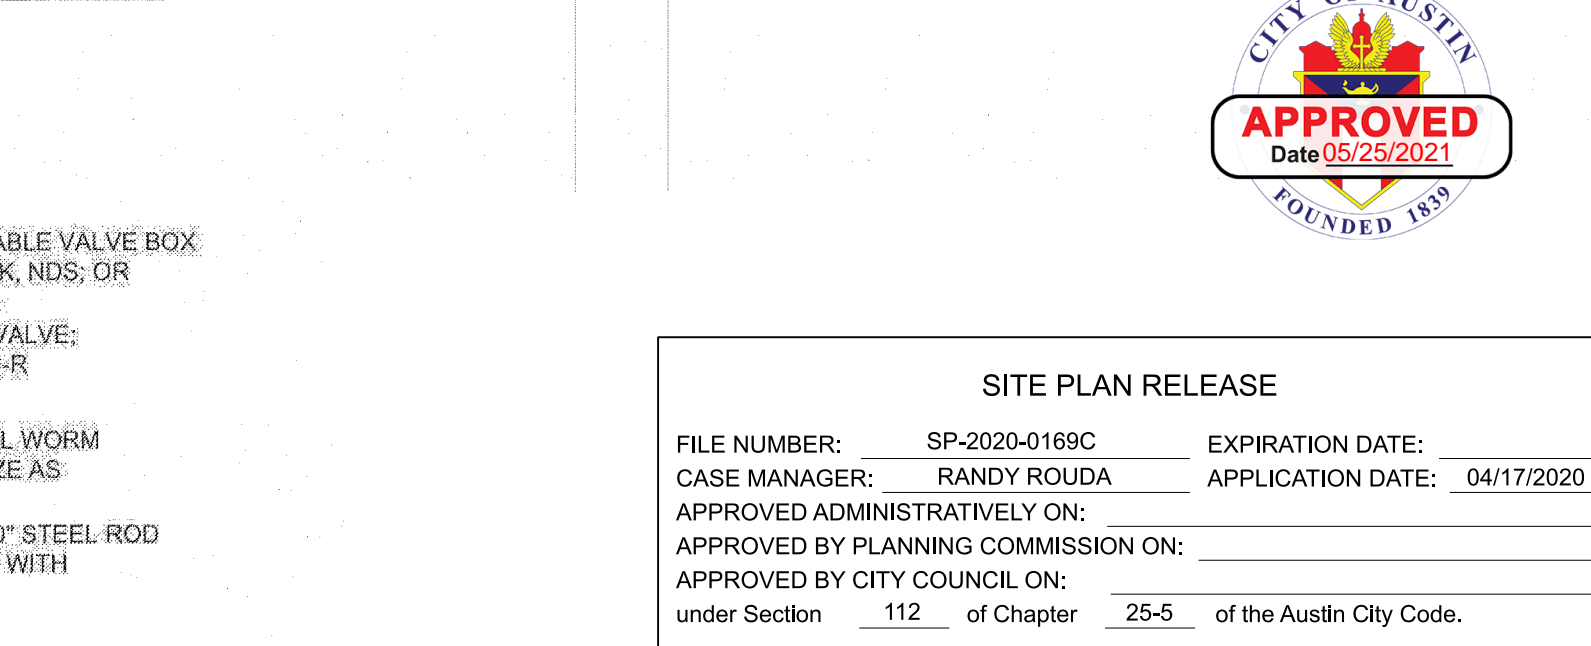 CITY OF AUSTIN
APPROVED
Date 05/25/2021
FOUNDED 1839
ABLE VALVE BOX
K, NDS; OR
VALVE;
-R
L WORM
ZE AS
0" STEEL ROD
WITH
SITE PLAN RELEASE
FILE NUMBER: SP-2020-0169C EXPIRATION DATE:
CASE MANAGER: RANDY ROUDA APPLICATION DATE: 04/17/2020
APPROVED ADMINISTRATIVELY ON:
APPROVED BY PLANNING COMMISSION ON:
APPROVED BY CITY COUNCIL ON:
under Section 112 of Chapter 25-5 of the Austin City Code.